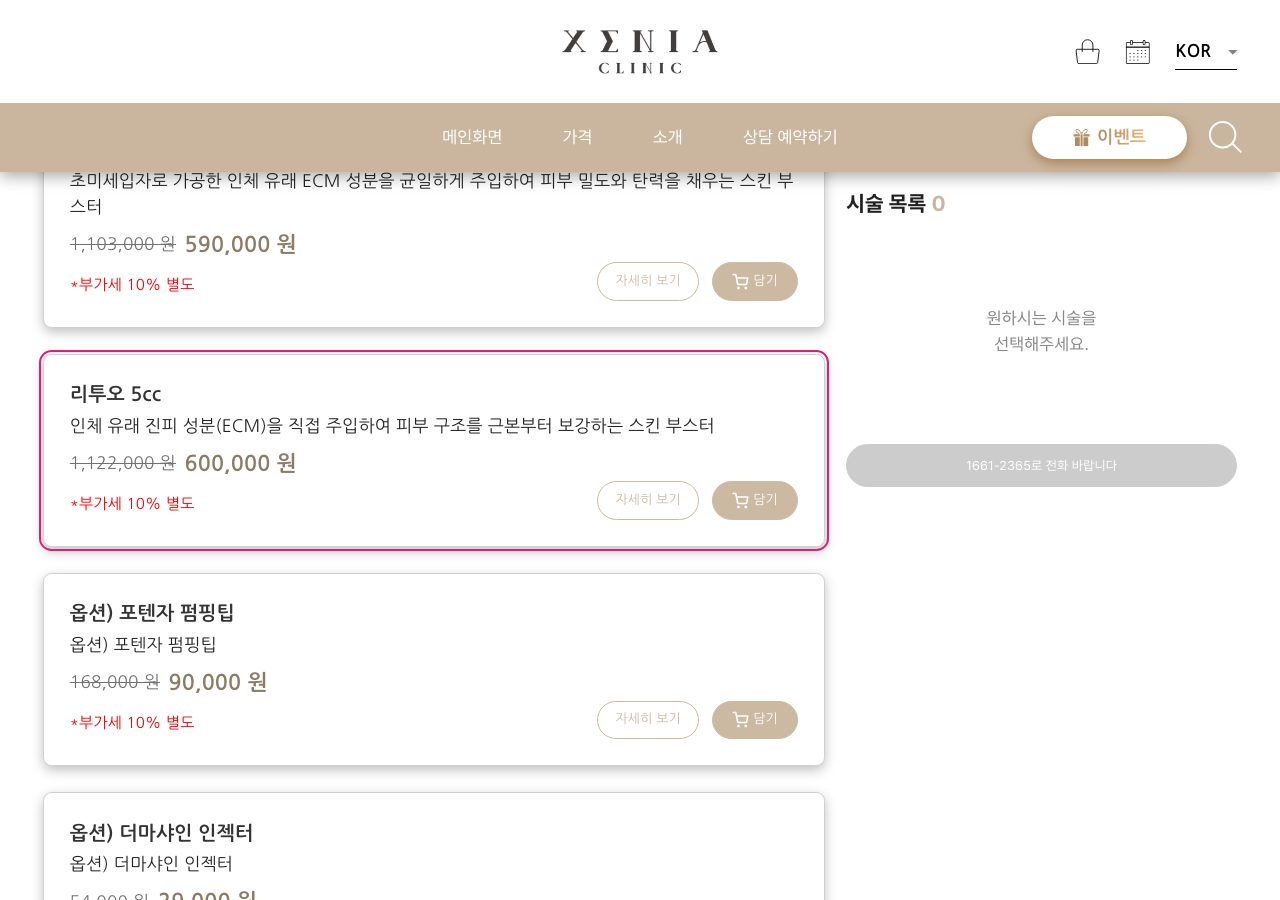 XENIA
CLINIC
KOR
메인화면
가격
소개
상담 예약하기
이벤트
초미세입자로 가공한 인체 유래 ECM 성분을 균일하게 주입하여 피부 밀도와 탄력을 채우는 스킨 부
스터
1,103,000 원 590,000 원
*부가세 10% 별도
자세히 보기
담기
리투오 5cc
인체 유래 진피 성분(ECM)을 직접 주입하여 피부 구조를 근본부터 보강하는 스킨 부스터
1,122,000 원 600,000 원
*부가세 10% 별도
자세히 보기
담기
옵션) 포텐자 펌핑팁
옵션) 포텐자 펌핑팁
168,000 원 90,000 원
*부가세 10% 별도
자세히 보기
담기
옵션) 더마샤인 인젝터
옵션) 더마샤인 인젝터
54,000 원 29,000 원
시술 목록 0
원하시는 시술을
선택해주세요.
1661-2365로 전화 바랍니다